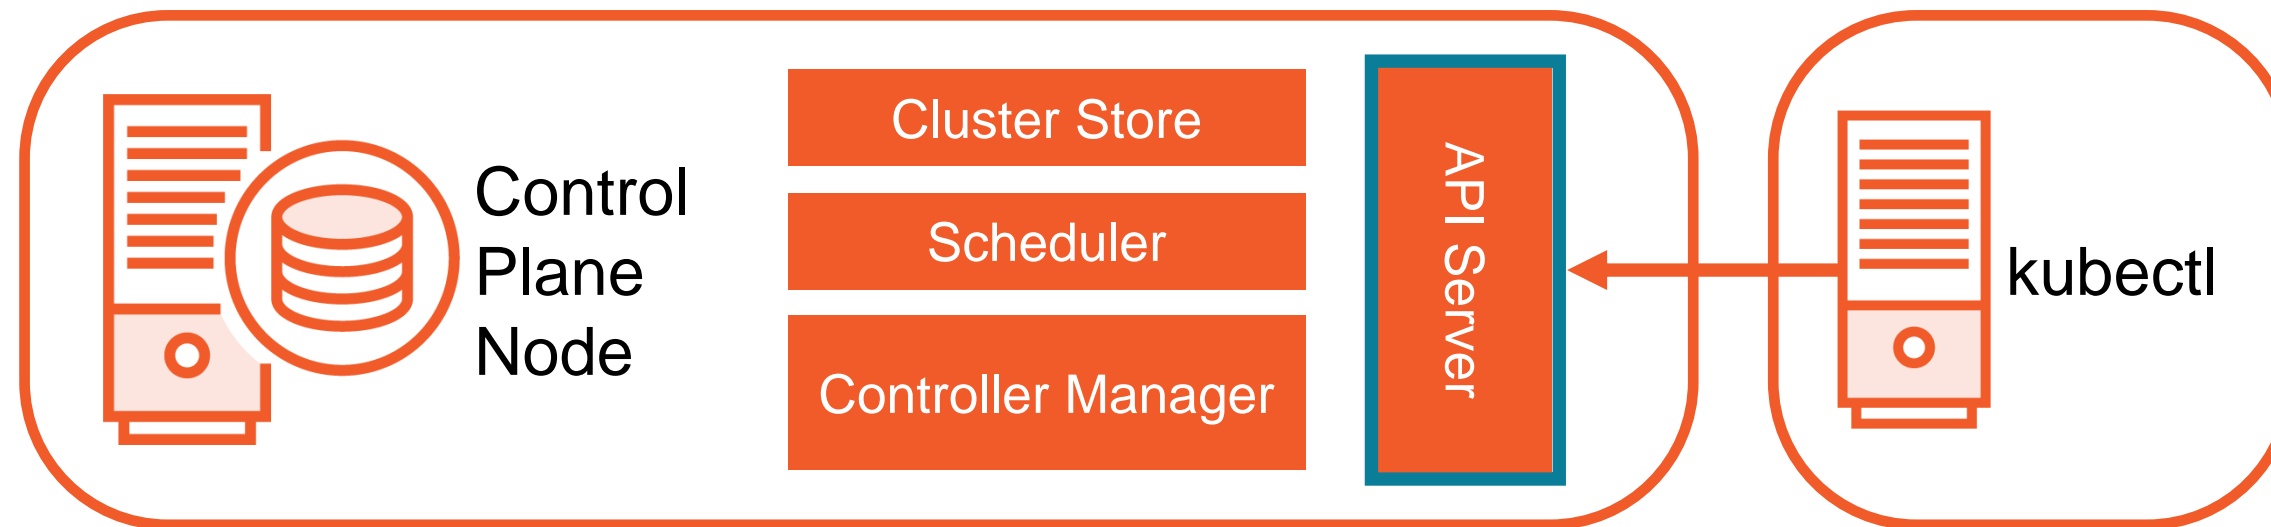 Control
Plane
Node
Cluster Store
Scheduler
Controller Manager
API Server
kubectl